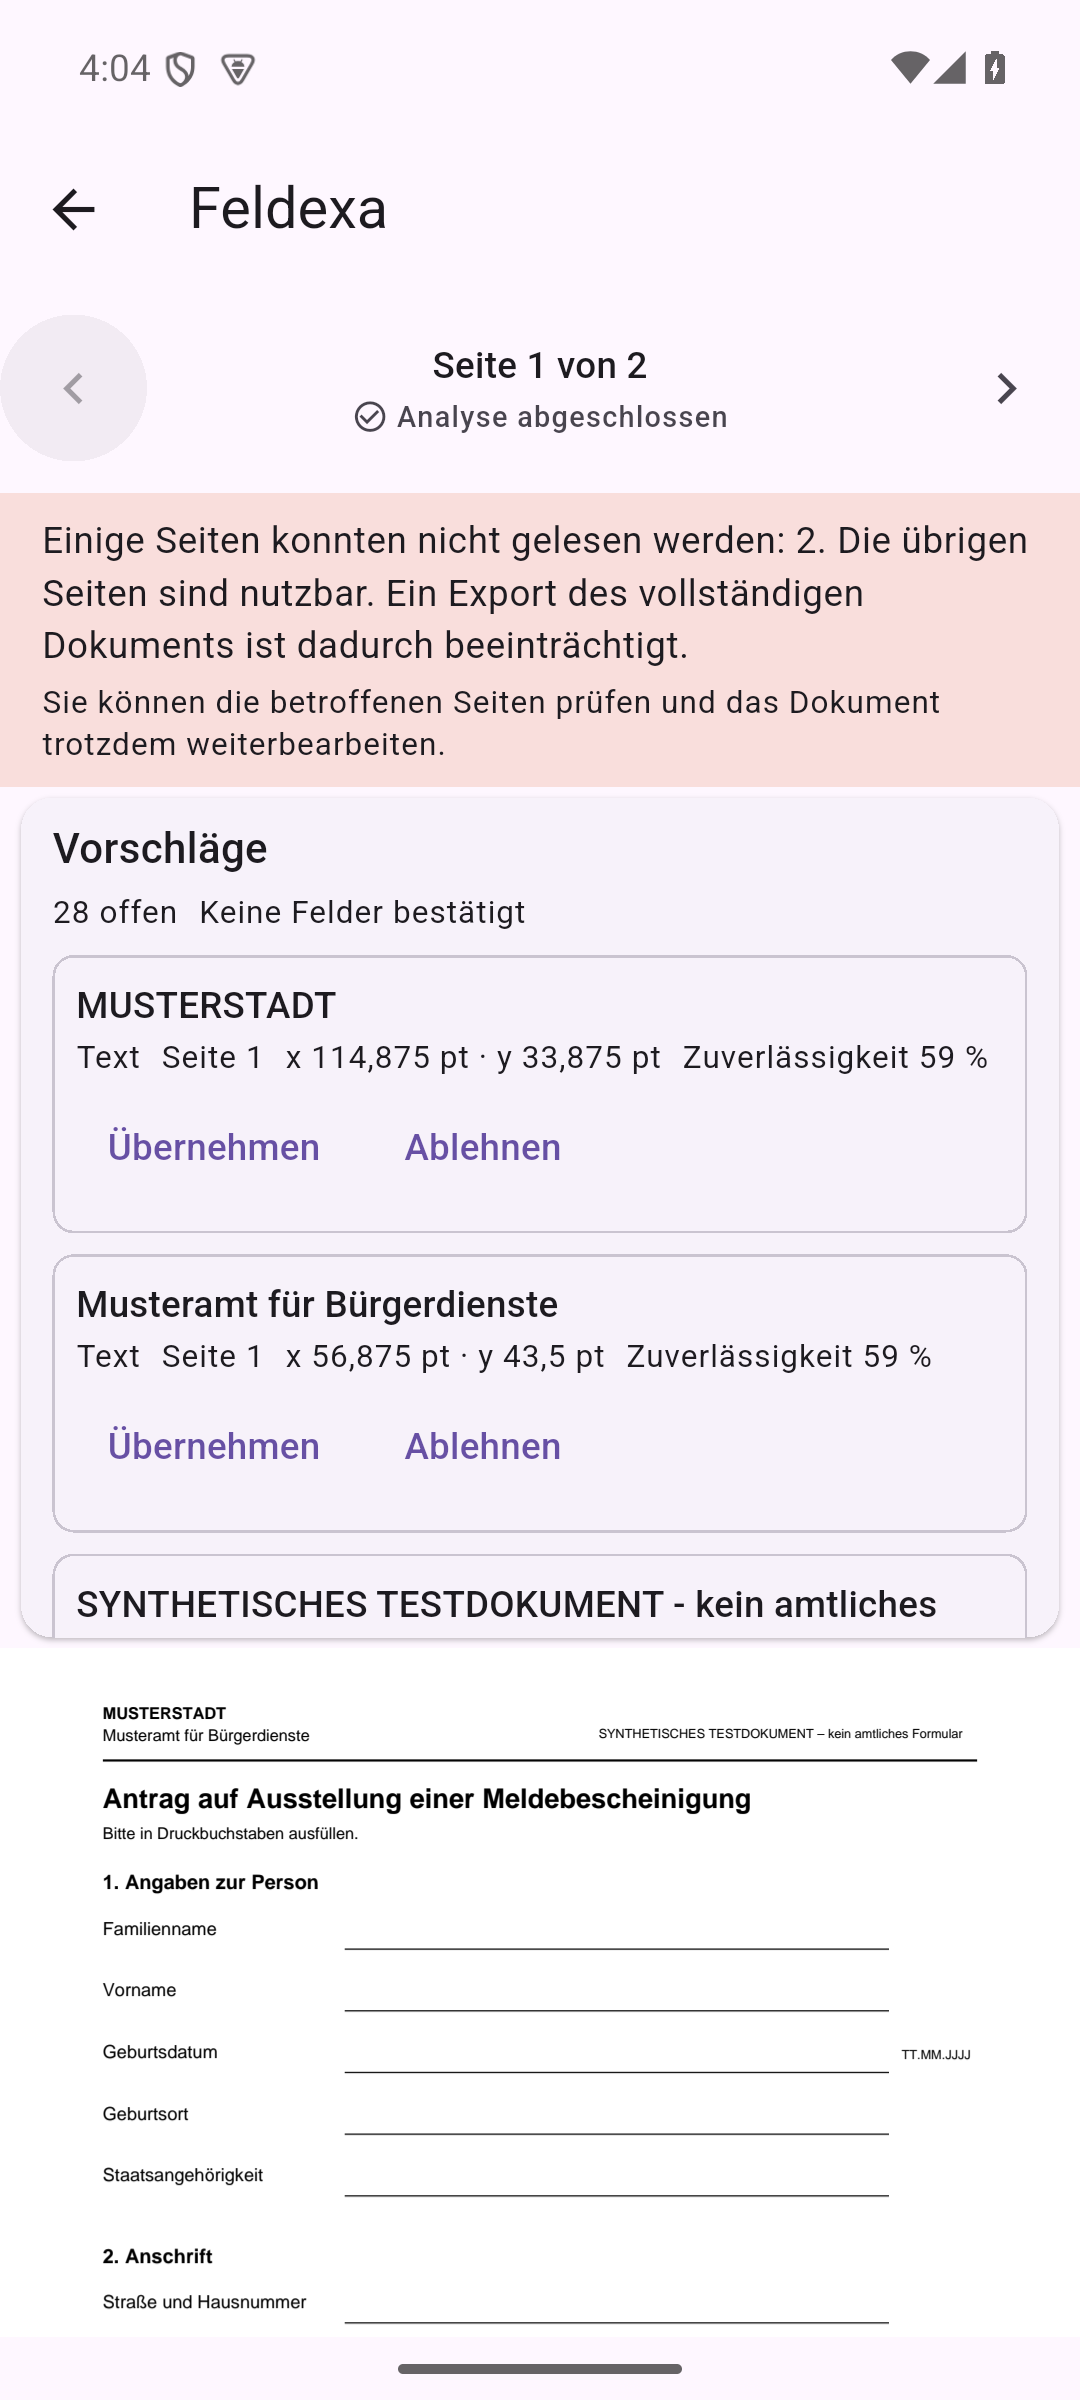 4:04
Feldexa
Seite 1 von 2
Analyse abgeschlossen
Einige Seiten konnten nicht gelesen werden: 2. Die übrigen
Seiten sind nutzbar. Ein Export des vollständigen
Dokuments ist dadurch beeinträchtigt.
Sie können die betroffenen Seiten prüfen und das Dokument
trotzdem weiterbearbeiten.
Vorschläge
28 offen Keine Felder bestätigt
MUSTERSTADT
Text Seite 1 x 114,875 pt · y 33,875 pt Zuverlässigkeit 59 %
Übernehmen Ablehnen
Musteramt für Bürgerdienste
Text Seite 1 x 56,875 pt · y 43,5 pt Zuverlässigkeit 59 %
Übernehmen Ablehnen
SYNTHETISCHES TESTDOKUMENT - kein amtliches
MUSTERSTADT
Musteramt für Bürgerdienste
SYNTHETISCHES TESTDOKUMENT – kein amtliches Formular
Antrag auf Ausstellung einer Meldebescheinigung
Bitte in Druckbuchstaben ausfüllen.
1. Angaben zur Person
Familienname
Vorname
Geburtsdatum TT.MM.JJJJ
Geburtsort
Staatsangehörigkeit
2. Anschrift
Straße und Hausnummer